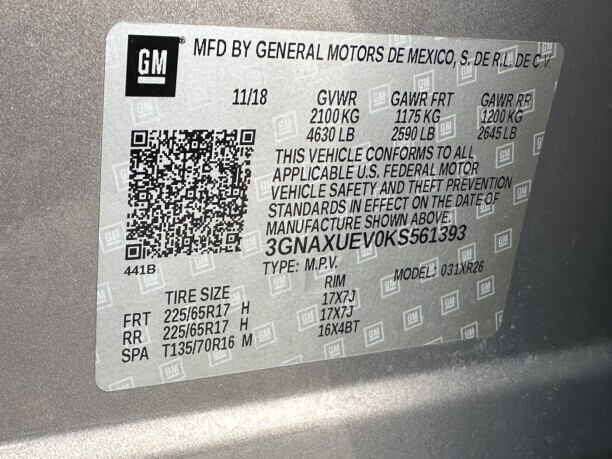 GM
MFD BY GENERAL MOTORS DE MEXICO, S. DE R.L. DE C.V.
11/18 GVWR GAWR FRT GAWR RR
2100 KG 1175 KG 1200 KG
4630 LB 2590 LB 2645 LB
THIS VEHICLE CONFORMS TO ALL
APPLICABLE U.S. FEDERAL MOTOR
VEHICLE SAFETY AND THEFT PREVENTION
STANDARDS IN EFFECT ON THE DATE OF
MANUFACTURE SHOWN ABOVE.
3GNAXUEV0KS561393
441B
TYPE: M.P.V. MODEL: 031XR26
TIRE SIZE RIM
FRT 225/65R17 H 17X7J
RR 225/65R17 H 17X7J
SPA T135/70R16 M 16X4BT